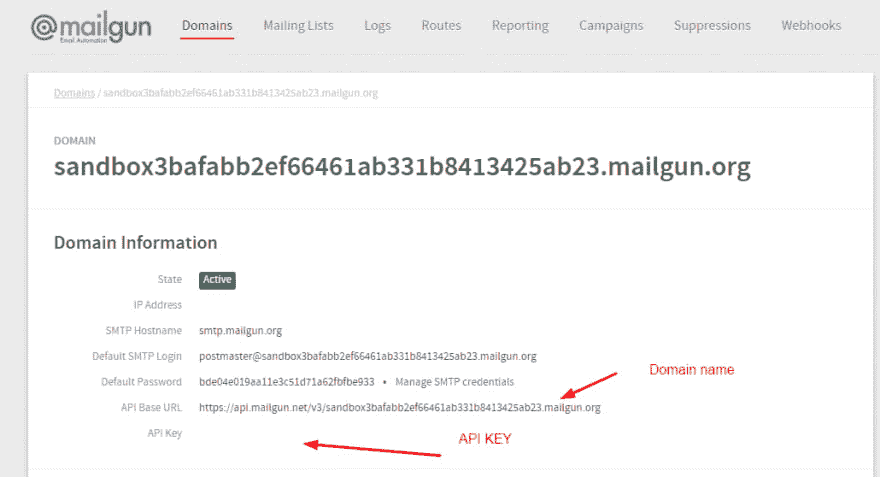 @mailgun
Email Automation
Domains Mailing Lists Logs Routes Reporting Campaigns Suppressions Webhooks
Domains / sandbox3bafabb2ef66461ab331b8413425ab23.mailgun.org
DOMAIN
sandbox3bafabb2ef66461ab331b8413425ab23.mailgun.org
Domain Information
State Active
IP Address
SMTP Hostname smtp.mailgun.org
Default SMTP Login postmaster@sandbox3bafabb2ef66461ab331b8413425ab23.mailgun.org
Default Password bde04e019aa11e3c51d71a62fbfbe933 • Manage SMTP credentials
Domain name
API Base URL https://api.mailgun.net/v3/sandbox3bafabb2ef66461ab331b8413425ab23.mailgun.org
API Key
API KEY